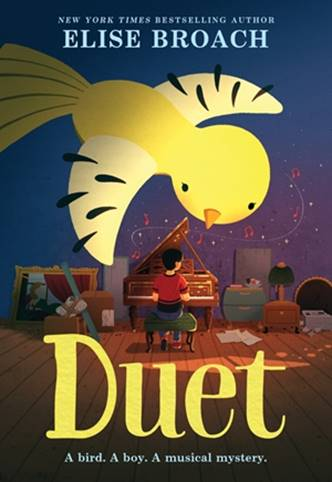 NEW YORK TIMES BESTSELLING AUTHOR
ELISE BROACH
Duet
A bird. A boy. A musical mystery.